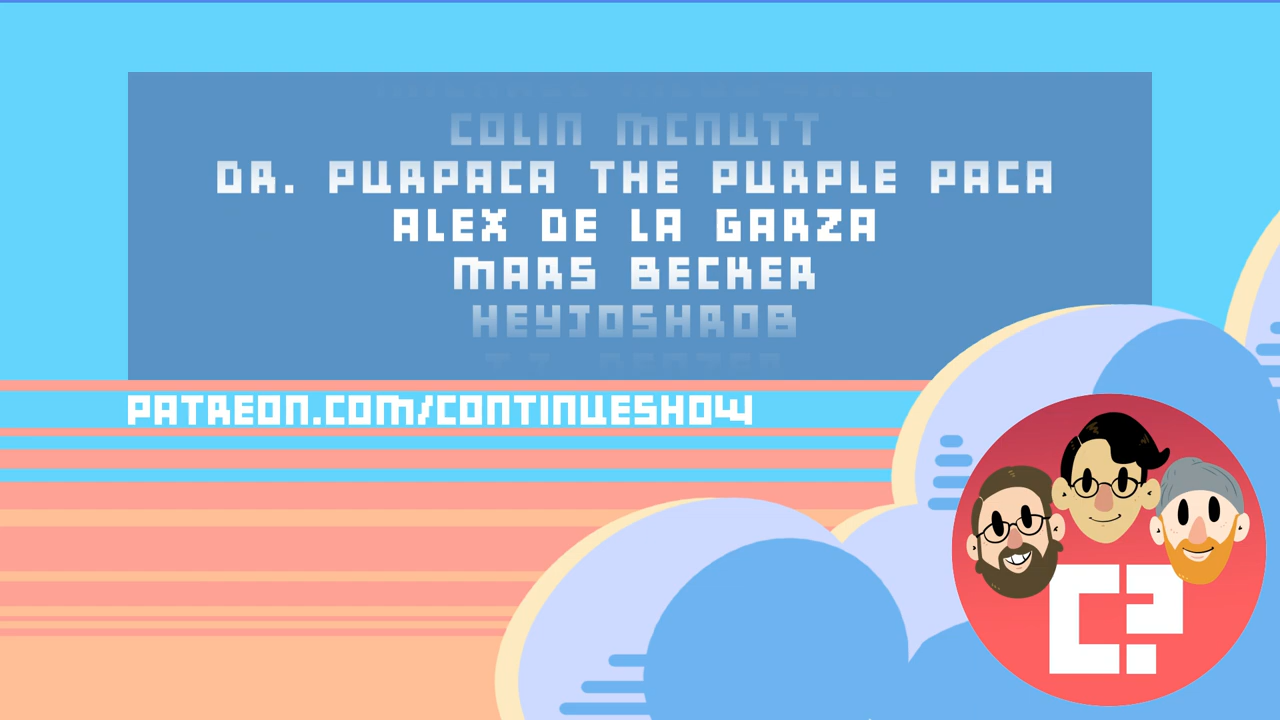 COLIN MCNUTT
DR. PURPACA THE PURPLE PACA
ALEX DE LA GARZA
MARS BECKER
HEYJOSHROB
PATREON.COM/CONTINUESHOW
C?